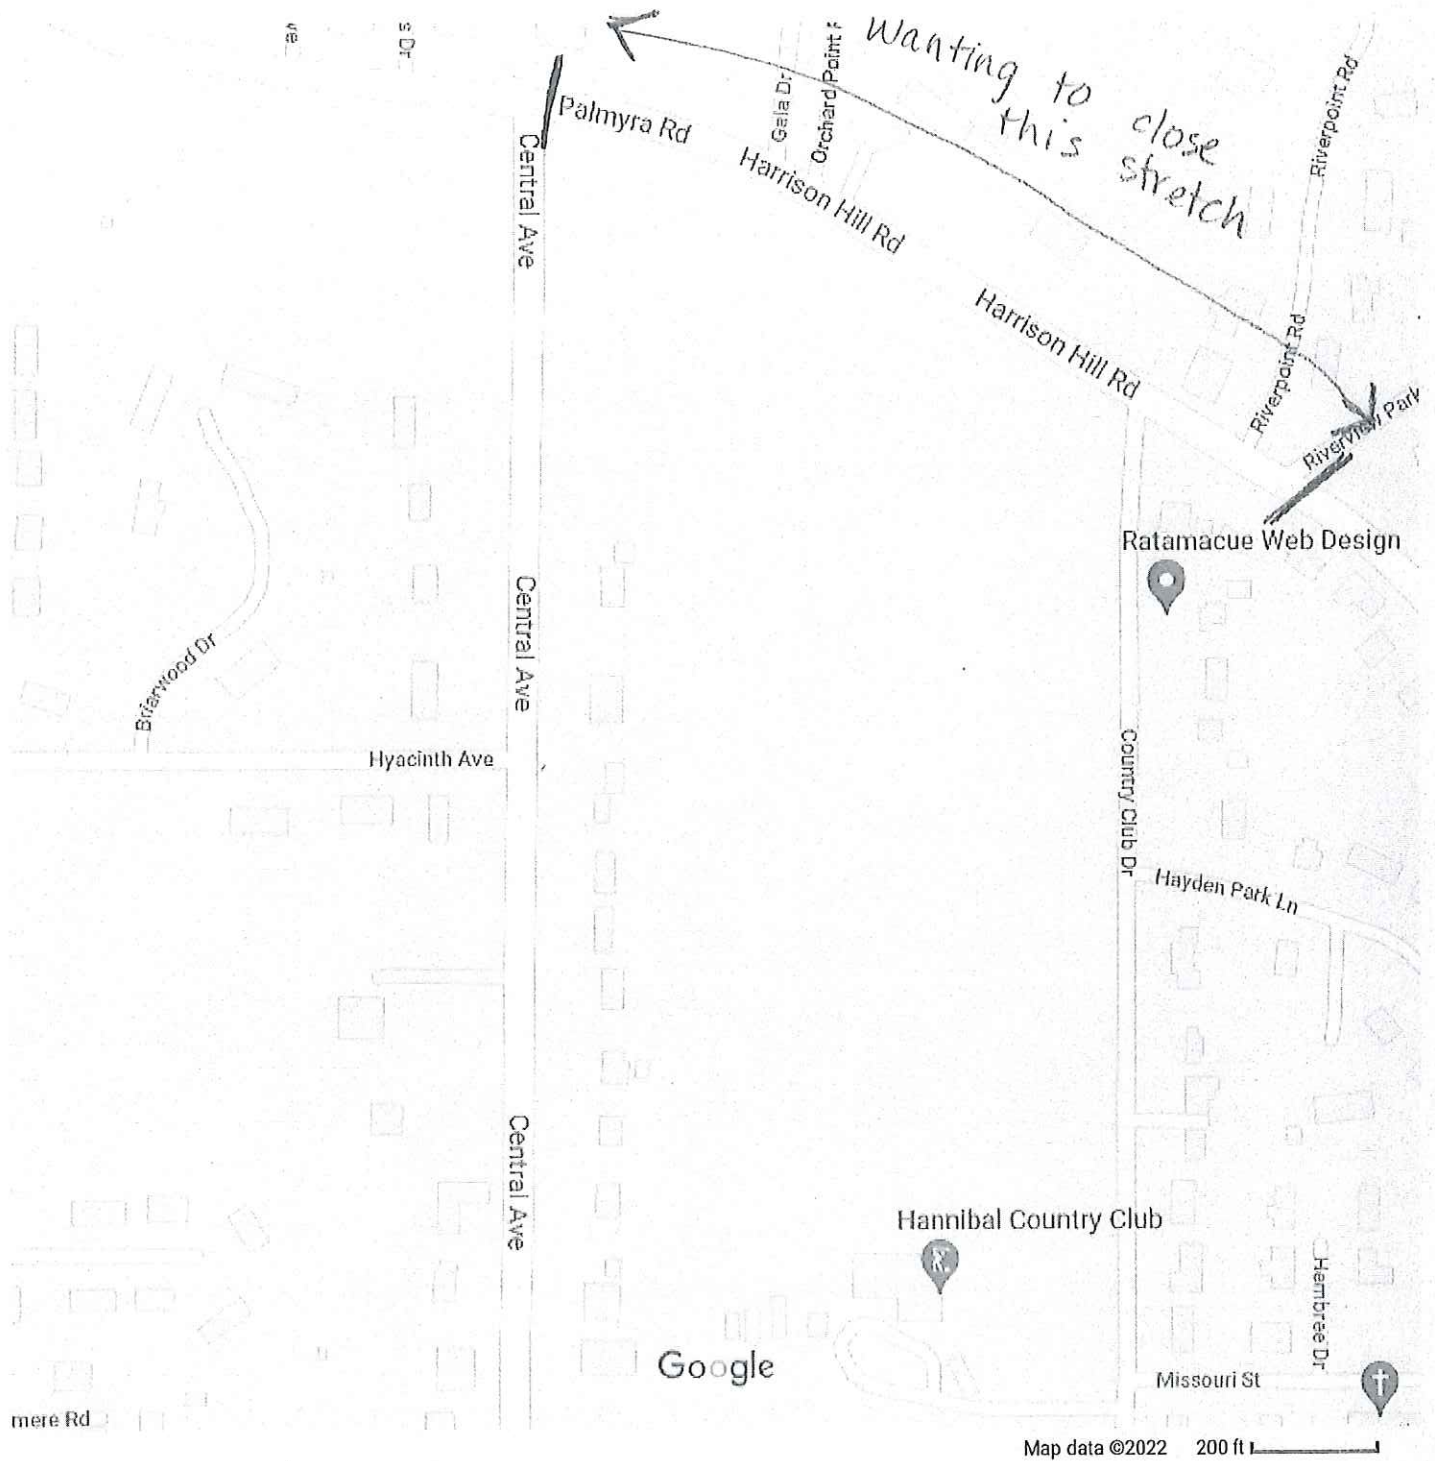 ve
s Dr
Wanting to close
this stretch
Palmyra Rd
Gala Dr
Orchard Point
Riverpoint Rd
Central Ave
Harrison Hill Rd
Harrison Hill Rd
Riverpoint Rd
Riverview Park
Ratamacue Web Design
Central Ave
Briarwood Dr
Hyacinth Ave
Country Club Dr
Hayden Park Ln
Central Ave
Hannibal Country Club
Hembree Dr
Google
Missouri St
mere Rd
Map data ©2022 200 ft